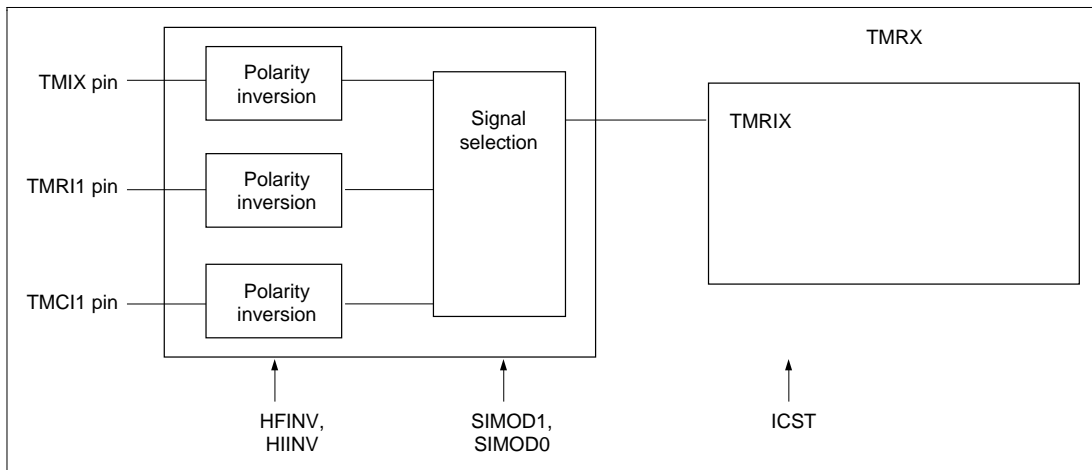 TMRX
TMIX pin
Polarity
inversion
Signal
selection
TMRIX
TMRI1 pin
Polarity
inversion
TMCI1 pin
Polarity
inversion
HFINV,
HIINV
SIMOD1,
SIMOD0
ICST